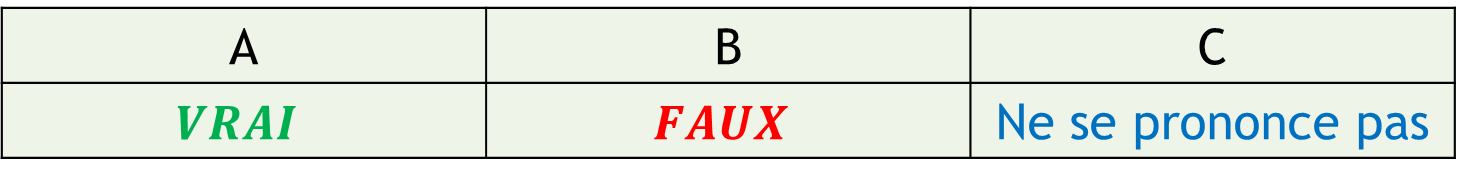 A B C
VRAI FAUX Ne se prononce pas